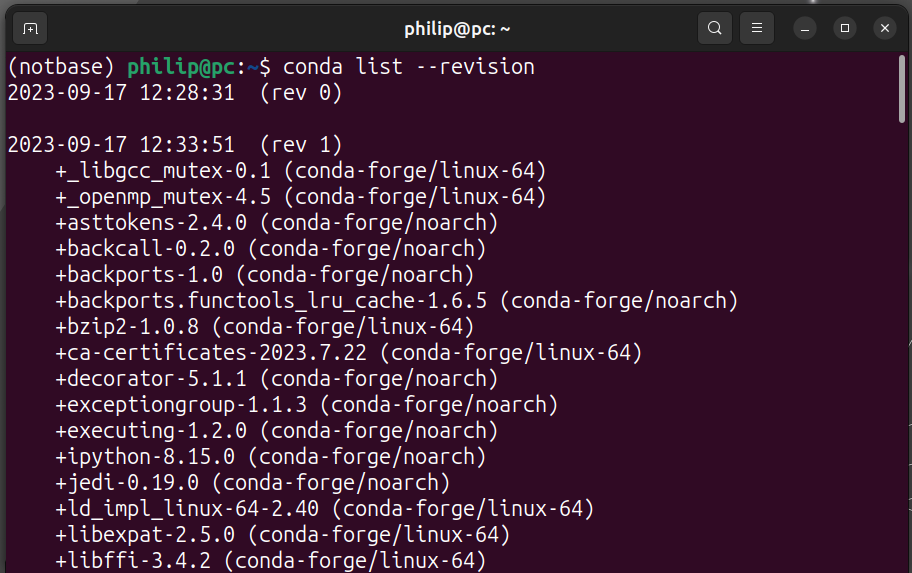 philip@pc: ~
(notbase) philip@pc:~$ conda list --revision
2023-09-17 12:28:31  (rev 0)
2023-09-17 12:33:51  (rev 1)
+_libgcc_mutex-0.1 (conda-forge/linux-64)
+_openmp_mutex-4.5 (conda-forge/linux-64)
+asttokens-2.4.0 (conda-forge/noarch)
+backcall-0.2.0 (conda-forge/noarch)
+backports-1.0 (conda-forge/noarch)
+backports.functools_lru_cache-1.6.5 (conda-forge/noarch)
+bzip2-1.0.8 (conda-forge/linux-64)
+ca-certificates-2023.7.22 (conda-forge/linux-64)
+decorator-5.1.1 (conda-forge/noarch)
+exceptiongroup-1.1.3 (conda-forge/noarch)
+executing-1.2.0 (conda-forge/noarch)
+ipython-8.15.0 (conda-forge/noarch)
+jedi-0.19.0 (conda-forge/noarch)
+ld_impl_linux-64-2.40 (conda-forge/linux-64)
+libexpat-2.5.0 (conda-forge/linux-64)
+libffi-3.4.2 (conda-forge/linux-64)